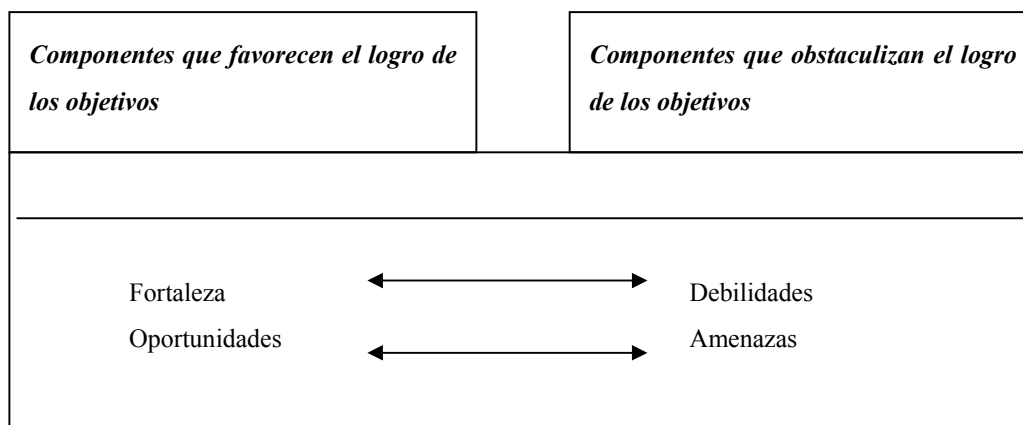 Componentes que favorecen el logro de
los objetivos
Componentes que obstaculizan el logro
de los objetivos
Fortaleza
Debilidades
Oportunidades
Amenazas